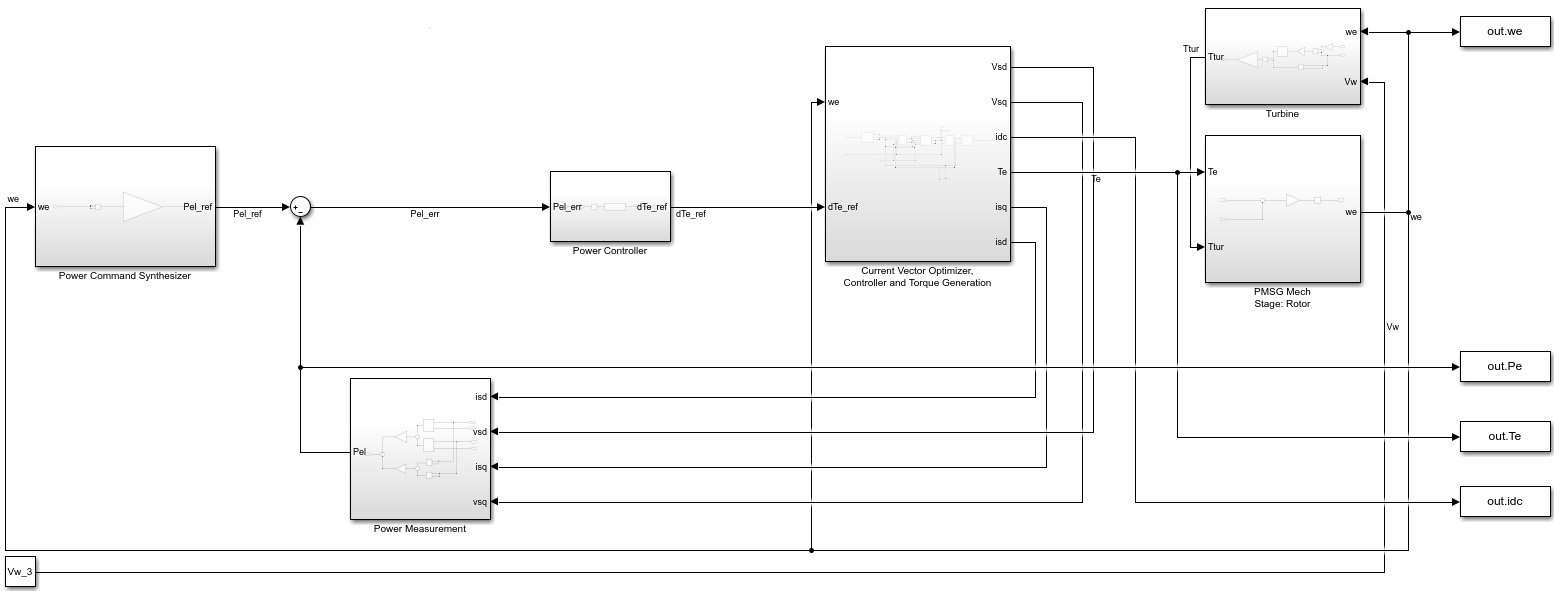 we
Ttur
Ttur
Vw
Turbine
out.we
Vsd
Vsq
idc
Te
isq
isd
we
dTe_ref
Current Vector Optimizer,
Controller and Torque Generation
Te
Te
Ttur
we
we
PMSG Mech
Stage: Rotor
we
we
Pel_ref
Pel_ref
Power Command Synthesizer
+
−
Pel_err
Pel_err
dTe_ref
dTe_ref
Power Controller
Vw
out.Pe
isd
vsd
isq
vsq
Pel
Power Measurement
out.Te
out.idc
Vw_3